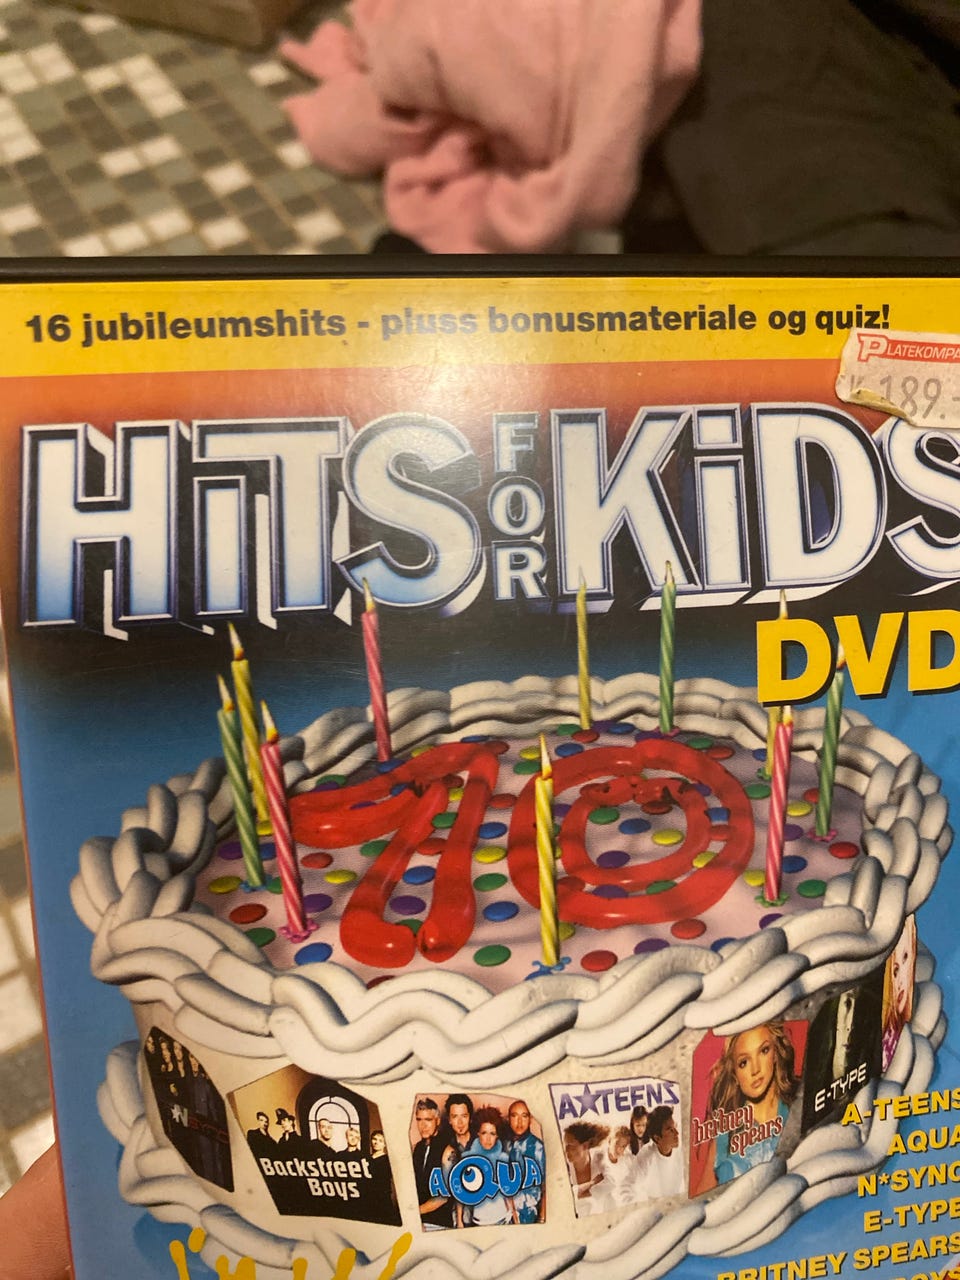 16 jubileumshits - pluss bonusmateriale og quiz!
PLATEKOMPA
189.-
HiTS FOR KiDS
DVD
10
*NSYNC
Backstreet
Boys
AQUA
A★TEENS
britney
spears
E-TYPE
A-TEENS
AQUA
N*SYNC
E-TYPE
BRITNEY SPEARS